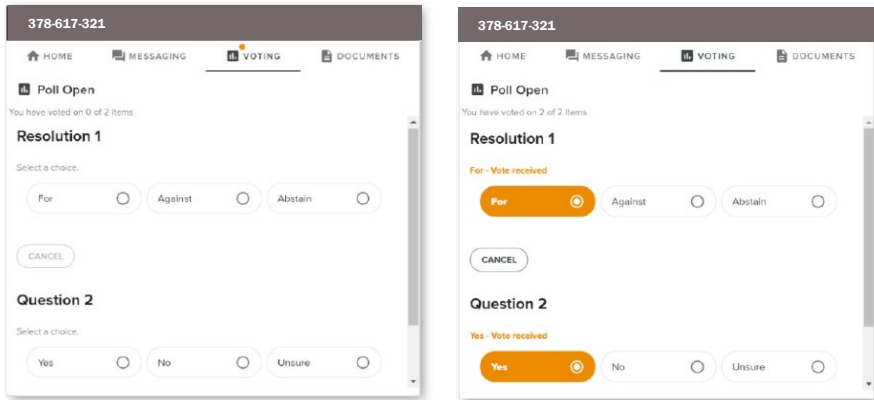 378-617-321
HOME MESSAGING VOTING DOCUMENTS
Poll Open
You have voted on 0 of 2 items
Resolution 1
Select a choice.
For Against Abstain
CANCEL
Question 2
Select a choice.
Yes No Unsure
378-617-321
HOME MESSAGING VOTING DOCUMENTS
Poll Open
You have voted on 2 of 2 items
Resolution 1
For - Vote received
For Against Abstain
CANCEL
Question 2
Yes - Vote received
Yes No Unsure